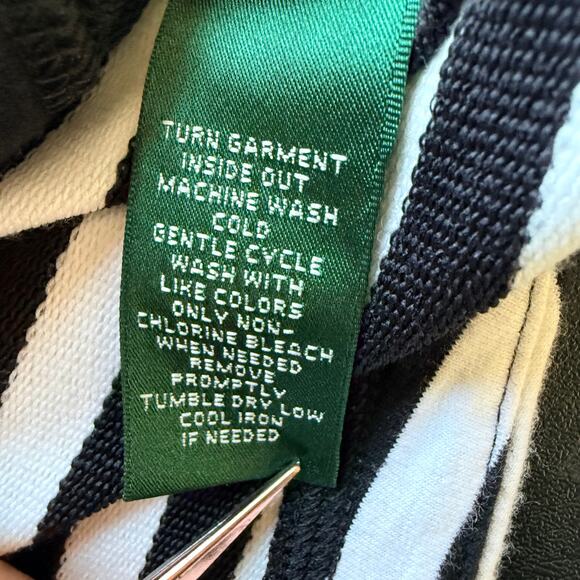 TURN GARMENT
INSIDE OUT
MACHINE WASH
COLD
GENTLE CYCLE
WASH WITH
LIKE COLORS
ONLY NON-
CHLORINE BLEACH
WHEN NEEDED
REMOVE
PROMPTLY
TUMBLE DRY LOW
COOL IRON
IF NEEDED